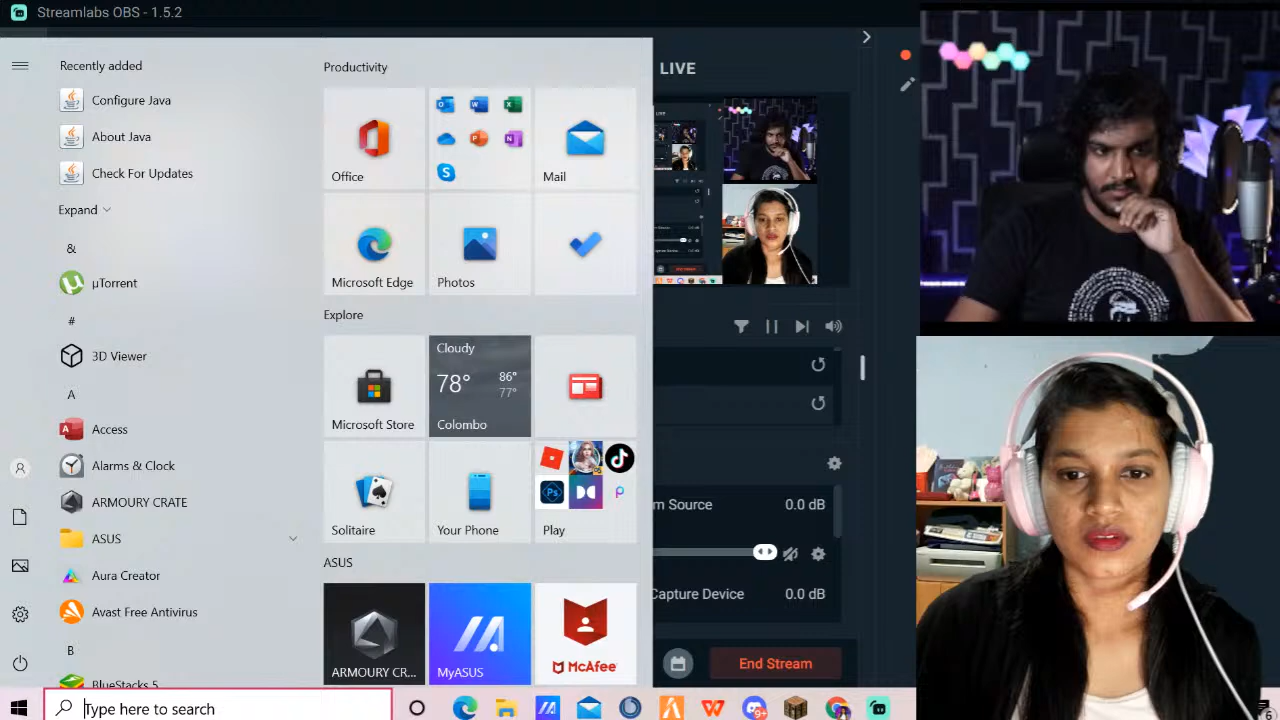 Streamlabs OBS - 1.5.2
Recently added
Configure Java
About Java
Check For Updates
Expand
&
µTorrent
#
3D Viewer
A
Access
Alarms & Clock
ARMOURY CRATE
ASUS
Aura Creator
Avast Free Antivirus
B
BlueStacks 5
Productivity
Office
Mail
Microsoft Edge
Photos
Explore
Microsoft Store
Cloudy
78°
86°
77°
Colombo
Solitaire
Your Phone
Play
ASUS
ARMOURY CR...
MyASUS
McAfee
LIVE
m Source
0.0 dB
Capture Device
0.0 dB
End Stream
Type here to search